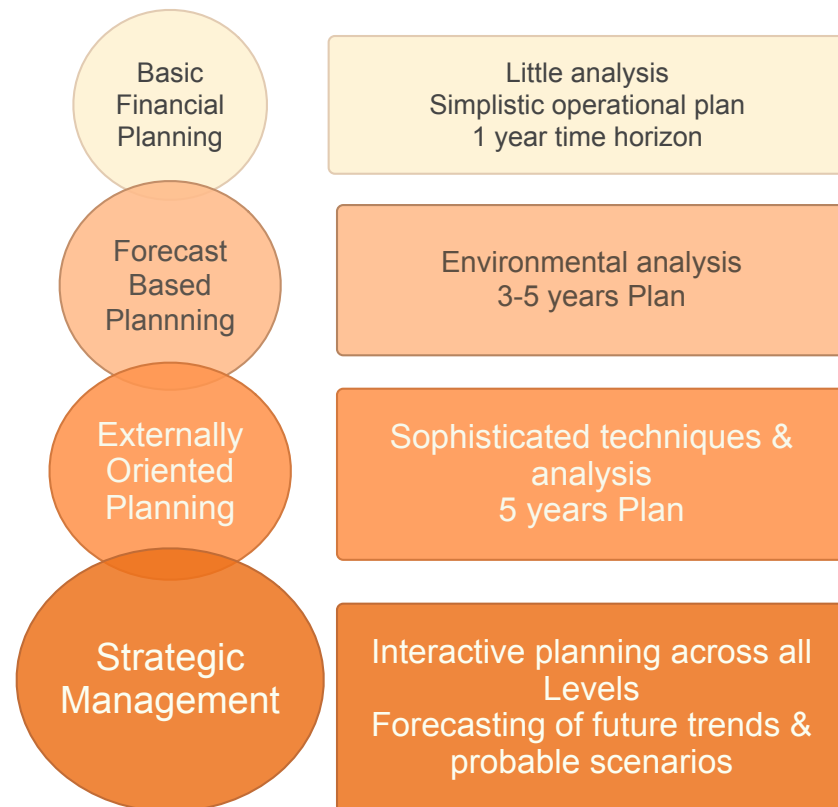 Basic
Financial
Planning
Little analysis
Simplistic operational plan
1 year time horizon
Forecast
Based
Plannning
Environmental analysis
3-5 years Plan
Externally
Oriented
Planning
Sophisticated techniques &
analysis
5 years Plan
Strategic
Management
Interactive planning across all
Levels
Forecasting of future trends &
probable scenarios